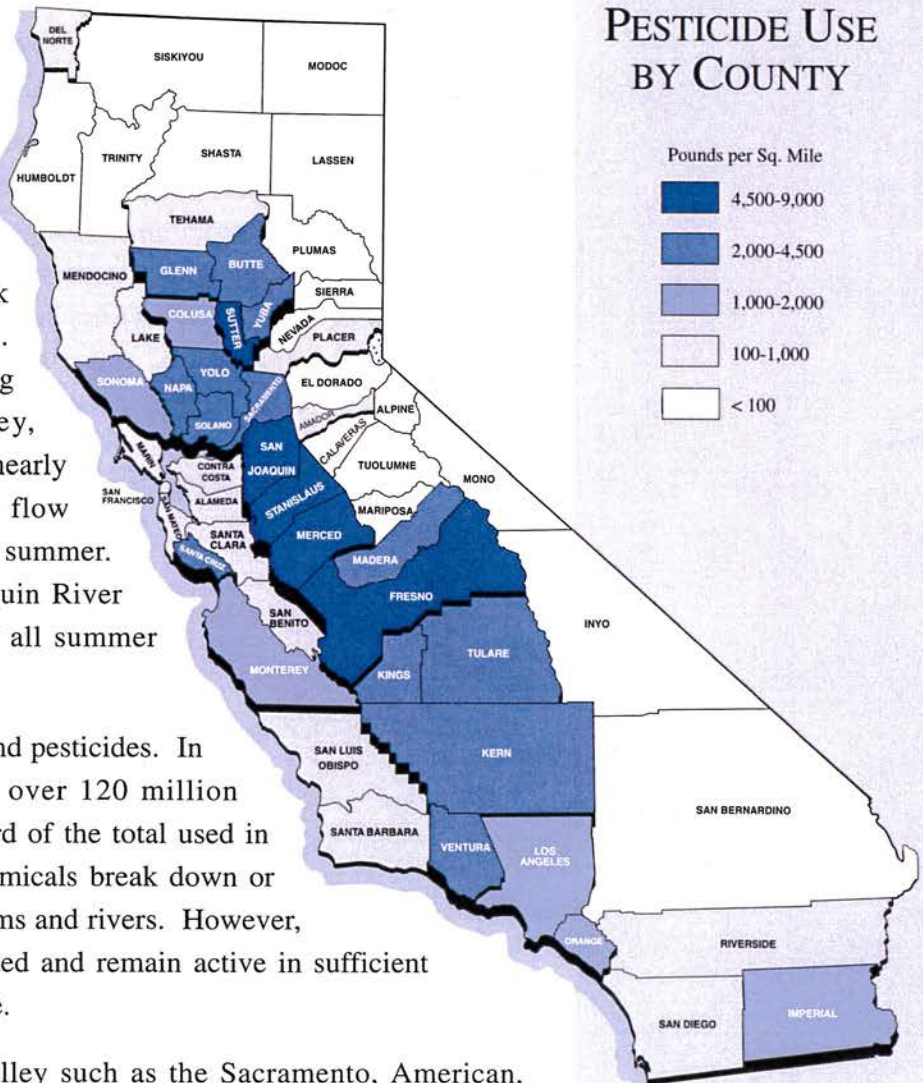 PESTICIDE USE
BY COUNTY
Pounds per Sq. Mile
4,500-9,000
2,000-4,500
1,000-2,000
100-1,000
< 100
DEL
NORTE
SISKIYOU
MODOC
HUMBOLDT
TRINITY
SHASTA
LASSEN
TEHAMA
PLUMAS
MENDOCINO
GLENN
BUTTE
SIERRA
COLUSA
SUTTER
YUBA
NEVADA
PLACER
LAKE
SONOMA
NAPA
YOLO
SOLANO
SACRAMENTO
EL DORADO
AMADOR
ALPINE
CALAVERAS
SAN
JOAQUIN
TUOLUMNE
MONO
MARIN
CONTRA
COSTA
SAN
FRANCISCO
ALAMEDA
SAN MATEO
SANTA
CLARA
SANTA CRUZ
STANISLAUS
MERCED
MARIPOSA
MADERA
FRESNO
SAN
BENITO
MONTEREY
KINGS
TULARE
INYO
SAN LUIS
OBISPO
KERN
SANTA BARBARA
VENTURA
LOS
ANGELES
SAN BERNARDINO
ORANGE
RIVERSIDE
SAN DIEGO
IMPERIAL
k
.
g
ey,
nearly
flow
summer.
quin River
all summer
nd pesticides. In
over 120 million
rd of the total used in
micals break down or
ms and rivers. However,
ted and remain active in sufficient
e.
lley such as the Sacramento, American,